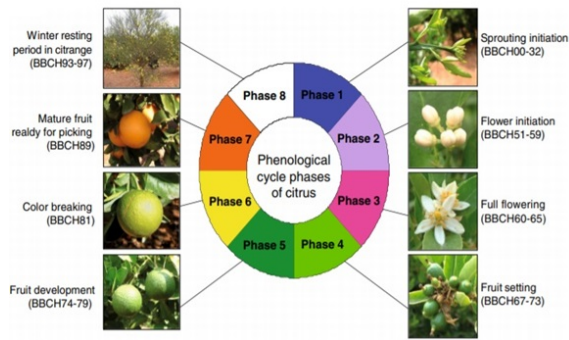 Winter resting
period in citrange
(BBCH93-97)
Mature fruit
realdy for picking
(BBCH89)
Color breaking
(BBCH81)
Fruit development
(BBCH74-79)
Phase 8
Phase 1
Phase 7
Phase 2
Phenological
cycle phases
of citrus
Phase 6
Phase 3
Phase 5
Phase 4
Sprouting initiation
(BBCH00-32)
Flower initiation
(BBCH51-59)
Full flowering
(BBCH60-65)
Fruit setting
(BBCH67-73)